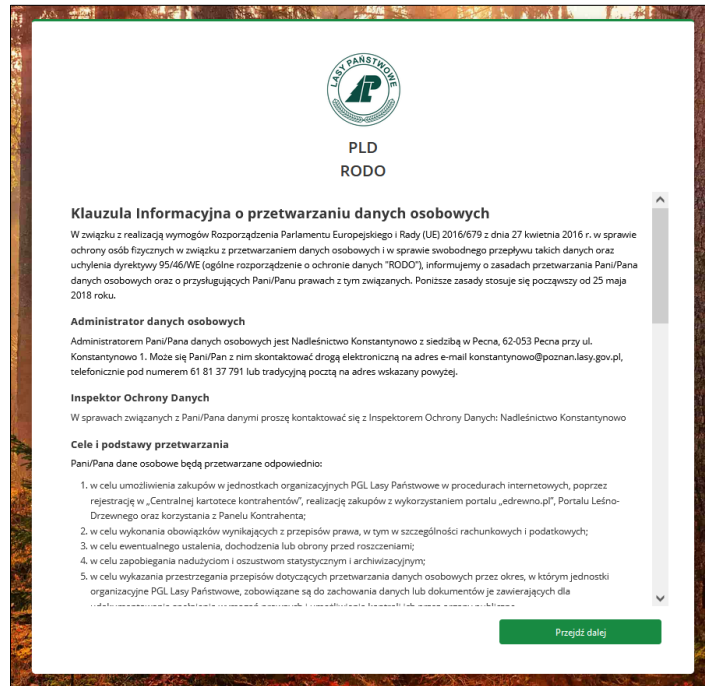 LASY PAŃSTWOWE
PLD
RODO
Klauzula Informacyjna o przetwarzaniu danych osobowych
W związku z realizacją wymogów Rozporządzenia Parlamentu Europejskiego i Rady (UE) 2016/679 z dnia 27 kwietnia 2016 r. w sprawie
ochrony osób fizycznych w związku z przetwarzaniem danych osobowych i w sprawie swobodnego przepływu takich danych oraz
uchylenia dyrektywy 95/46/WE (ogólne rozporządzenie o ochronie danych "RODO"), informujemy o zasadach przetwarzania Pani/Pana
danych osobowych oraz o przysługujących Pani/Panu prawach z tym związanych. Poniższe zasady stosuje się począwszy od 25 maja
2018 roku.
Administrator danych osobowych
Administratorem Pani/Pana danych osobowych jest Nadleśnictwo Konstantynowo z siedzibą w Pecna, 62-053 Pecna przy ul.
Konstantynowo 1. Może się Pani/Pan z nim skontaktować drogą elektroniczną na adres e-mail konstantynowo@poznan.lasy.gov.pl,
telefonicznie pod numerem 61 81 37 791 lub tradycyjną pocztą na adres wskazany powyżej.
Inspektor Ochrony Danych
W sprawach związanych z Pani/Pana danymi proszę kontaktować się z Inspektorem Ochrony Danych: Nadleśnictwo Konstantynowo
Cele i podstawy przetwarzania
Pani/Pana dane osobowe będą przetwarzane odpowiednio:
1. w celu umożliwienia zakupów w jednostkach organizacyjnych PGL Lasy Państwowe w procedurach internetowych, poprzez
rejestrację w „Centralnej kartotece kontrahentów”, realizację zakupów z wykorzystaniem portalu „edrewno.pl”, Portalu Leśno-
Drzewnego oraz korzystania z Panelu Kontrahenta;
2. w celu wykonania obowiązków wynikających z przepisów prawa, w tym w szczególności rachunkowych i podatkowych;
3. w celu ewentualnego ustalenia, dochodzenia lub obrony przed roszczeniami;
4. w celu zapobiegania nadużyciom i oszustwom statystycznym i archiwizacyjnym;
5. w celu wykazania przestrzegania przepisów dotyczących przetwarzania danych osobowych przez okres, w którym jednostki
organizacyjne PGL Lasy Państwowe, zobowiązane są do zachowania danych lub dokumentów je zawierających dla
Przejdź dalej